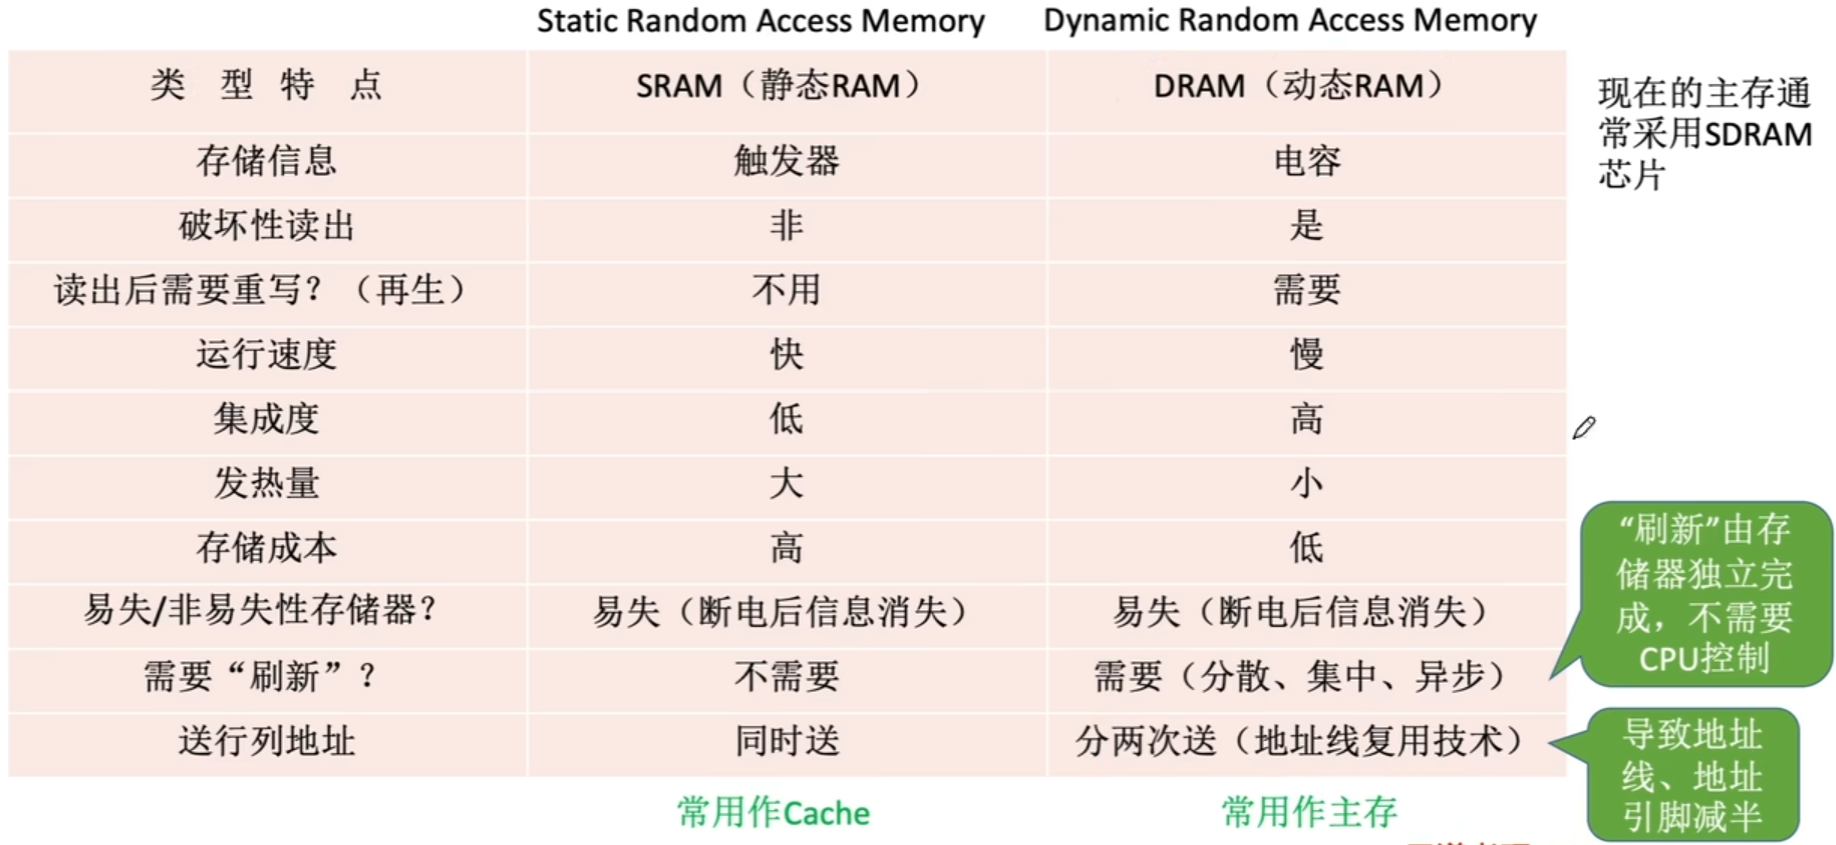 Static Random Access Memory
Dynamic Random Access Memory
类 型 特 点
SRAM（静态RAM）
DRAM（动态RAM）
现在的主存通
常采用SDRAM
芯片
存储信息
触发器
电容
破坏性读出
非
是
读出后需要重写？（再生）
不用
需要
运行速度
快
慢
集成度
低
高
发热量
大
小
存储成本
高
低
易失/非易失性存储器？
易失（断电后信息消失）
易失（断电后信息消失）
需要“刷新”？
不需要
需要（分散、集中、异步）
“刷新”由存
储器独立完
成，不需要
CPU控制
送行列地址
同时送
分两次送（地址线复用技术）
导致地址
线、地址
引脚减半
常用作Cache
常用作主存